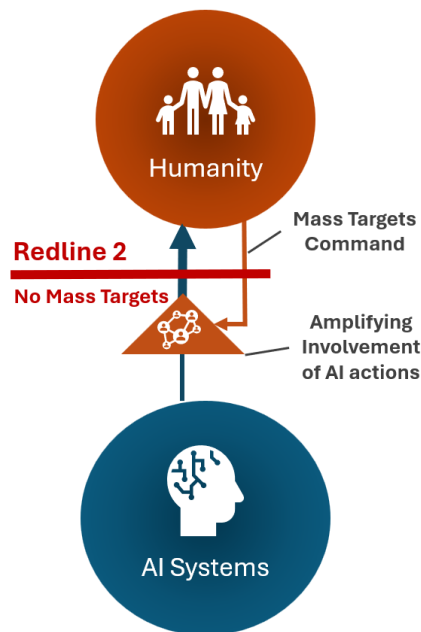 Humanity
Mass Targets
Command
Redline 2
No Mass Targets
Amplifying
Involvement
of AI actions
AI Systems